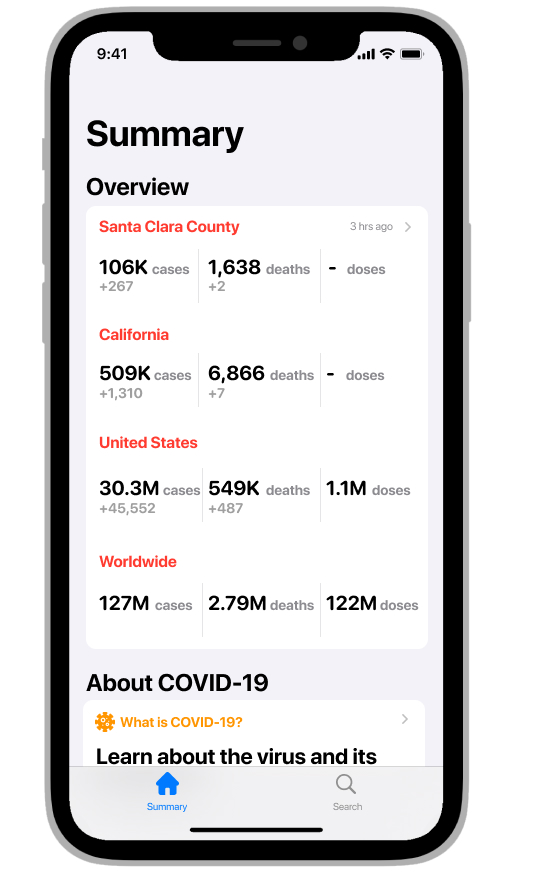 9:41
Summary
Overview
Santa Clara County 3 hrs ago
106K cases 1,638 deaths - doses
+267 +2
California
509K cases 6,866 deaths - doses
+1,310 +7
United States
30.3M cases 549K deaths 1.1M doses
+45,552 +487
Worldwide
127M cases 2.79M deaths 122M doses
About COVID-19
What is COVID-19?
Learn about the virus and its
Summary Search